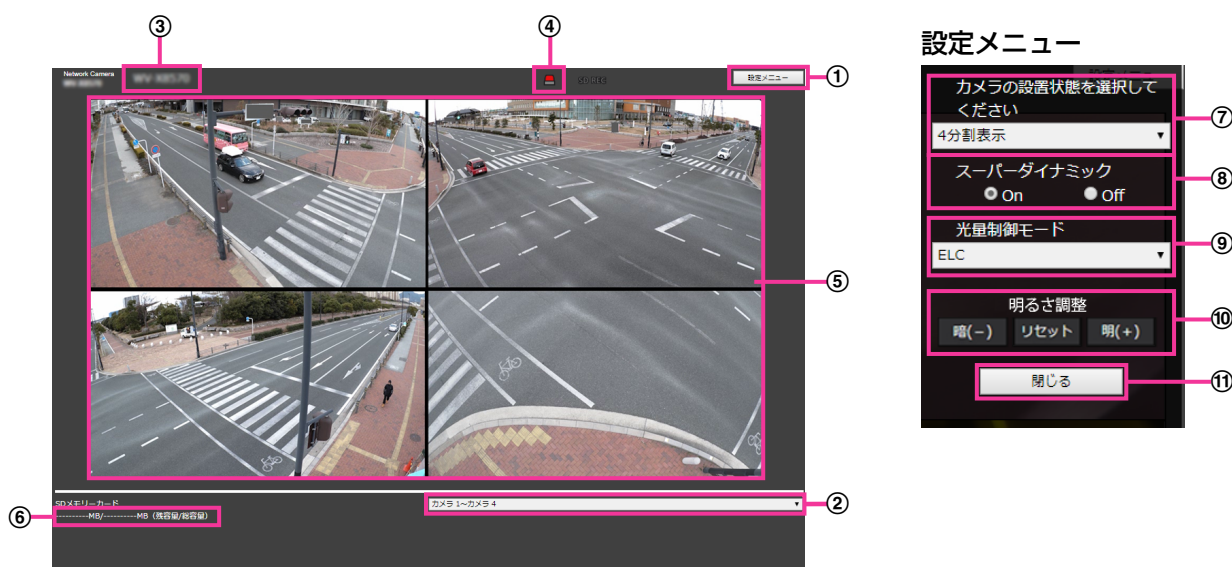 ③
④
設定メニュー
Network Camera
設定メニュー
①
カメラの設置状態を選択して
ください
⑦
4分割表示
スーパーダイナミック
⑧
On
Off
光量制御モード
⑨
ELC
⑤
明るさ調整
⑩
暗(-)
リセット
明(+)
閉じる
⑪
SDメモリーカード
カメラ 1~カメラ 4
②
⑥
----------MB/----------MB (残容量/総容量)